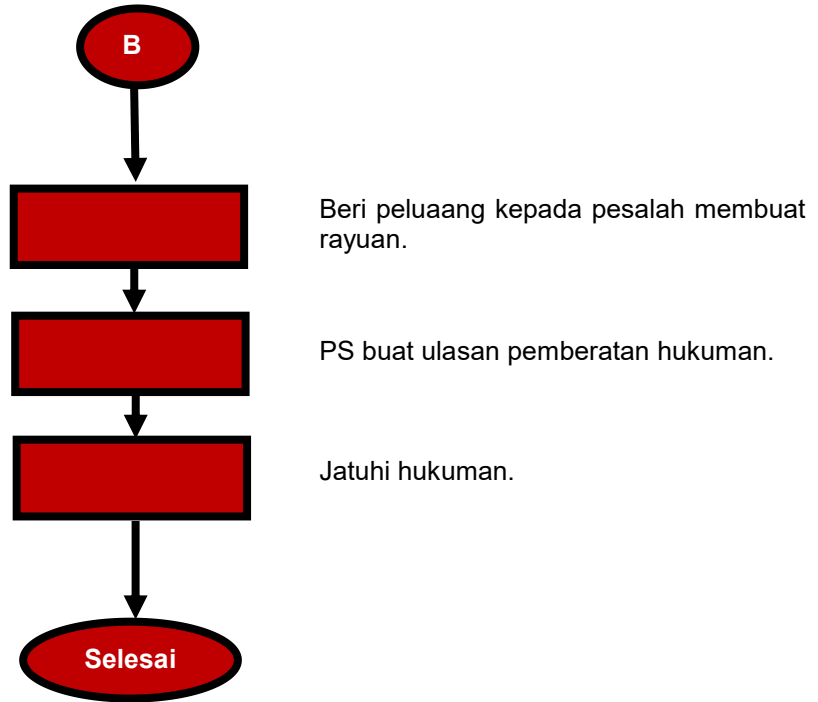 B
Beri peluaang kepada pesalah membuat
rayuan.
PS buat ulasan pemberatan hukuman.
Jatuhi hukuman.
Selesai